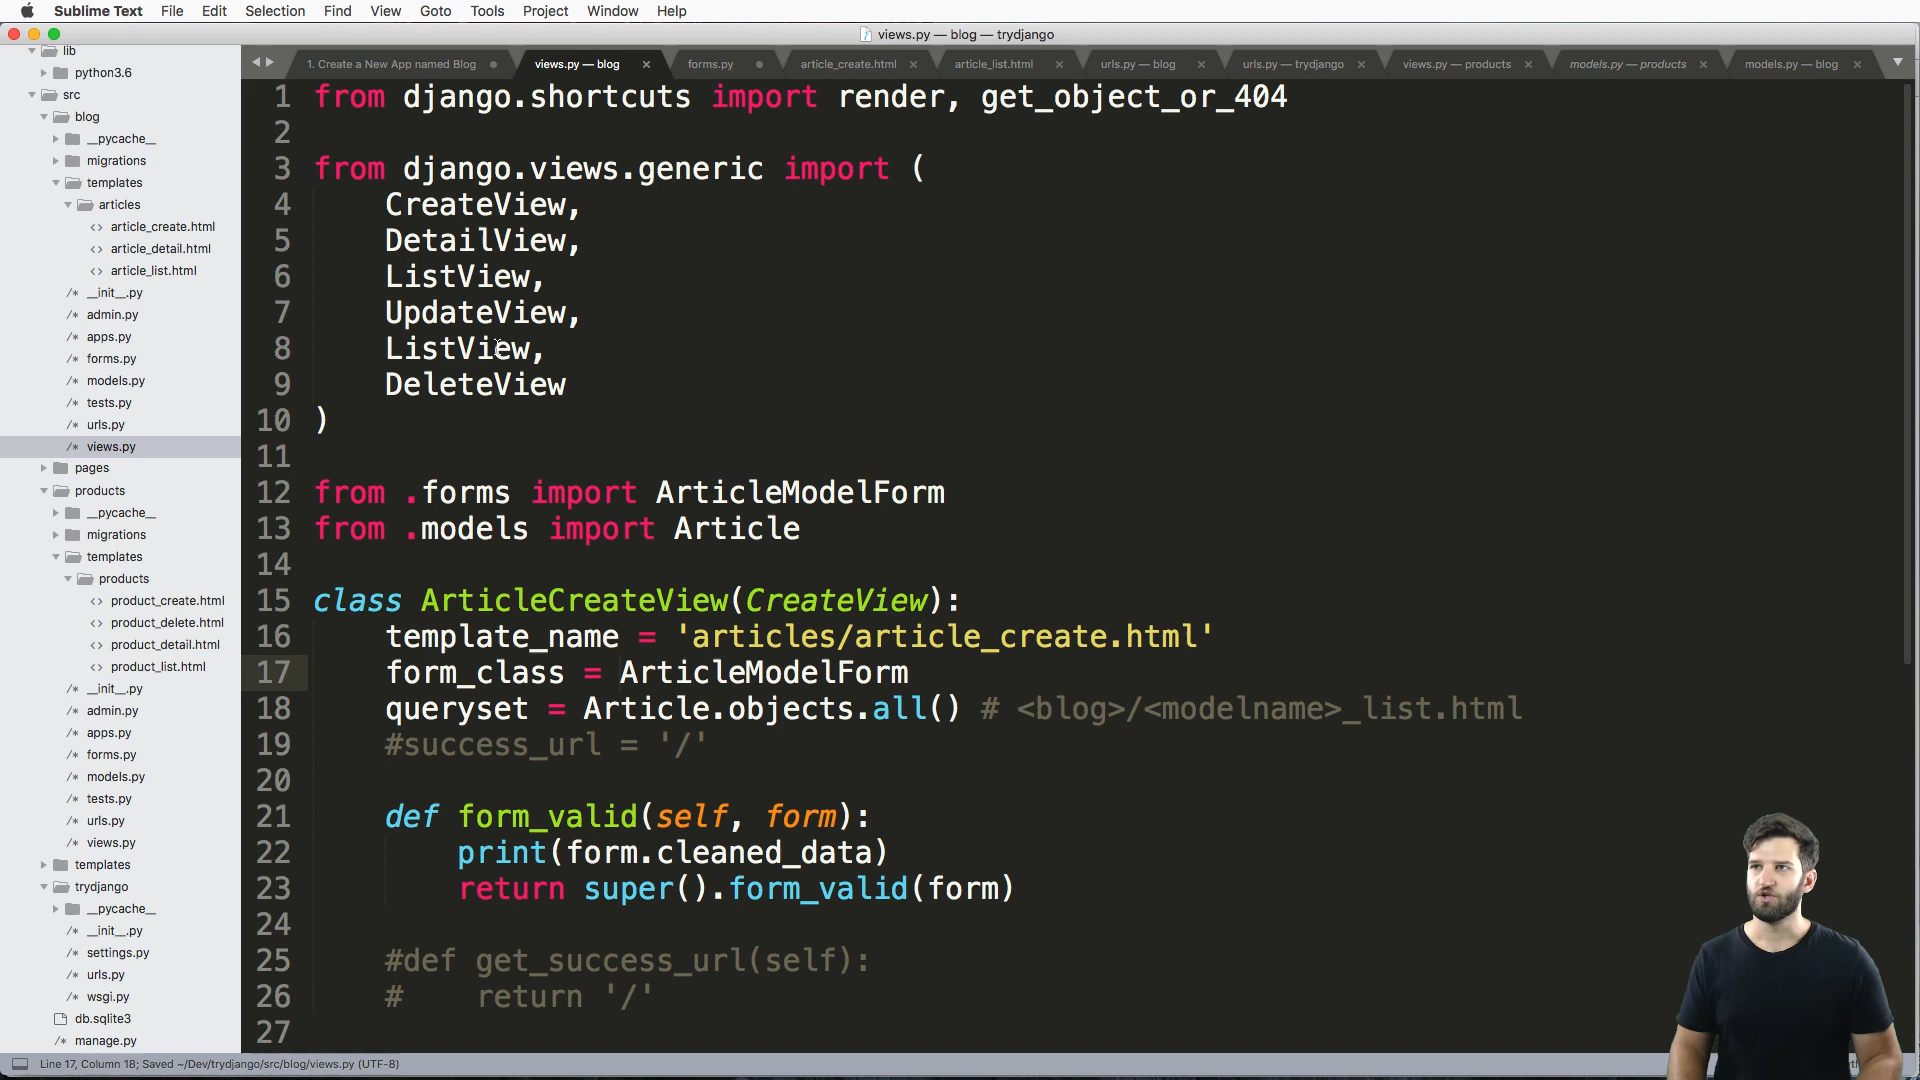 Sublime Text File Edit Selection Find View Goto Tools Project Window Help
views.py — blog — trydjango
1. Create a New App named Blog views.py — blog forms.py article_create.html article_list.html urls.py — blog urls.py — trydjango views.py — products models.py — products models.py — blog
lib
python3.6
src
blog
__pycache__
migrations
templates
articles
article_create.html
article_detail.html
article_list.html
__init__.py
admin.py
apps.py
forms.py
models.py
tests.py
urls.py
views.py
pages
products
__pycache__
migrations
templates
products
product_create.html
product_delete.html
product_detail.html
product_list.html
__init__.py
admin.py
apps.py
forms.py
models.py
tests.py
urls.py
views.py
templates
trydjango
__pycache__
__init__.py
settings.py
urls.py
wsgi.py
db.sqlite3
manage.py
1 from django.shortcuts import render, get_object_or_404
2
3 from django.views.generic import (
4 CreateView,
5 DetailView,
6 ListView,
7 UpdateView,
8 ListView,
9 DeleteView
10 )
11
12 from .forms import ArticleModelForm
13 from .models import Article
14
15 class ArticleCreateView(CreateView):
16 template_name = 'articles/article_create.html'
17 form_class = ArticleModelForm
18 queryset = Article.objects.all() # <blog>/<modelname>_list.html
19 #success_url = '/'
20
21 def form_valid(self, form):
22 print(form.cleaned_data)
23 return super().form_valid(form)
24
25 #def get_success_url(self):
26 # return '/'
27
Line 17, Column 18; Saved ~/Dev/trydjango/src/blog/views.py (UTF-8)